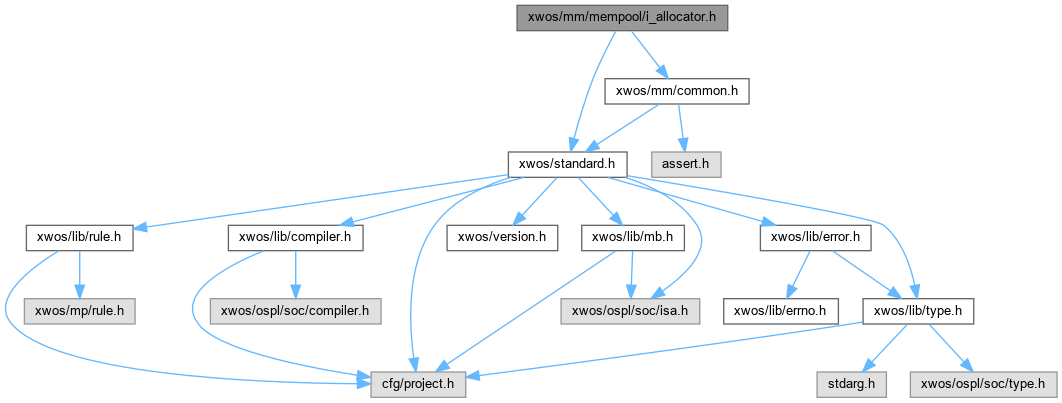 xwos/mm/mempool/i_allocator.h
xwos/mm/common.h
xwos/standard.h
assert.h
xwos/lib/rule.h
xwos/lib/compiler.h
xwos/version.h
xwos/lib/mb.h
xwos/lib/error.h
xwos/mp/rule.h
xwos/ospl/soc/compiler.h
xwos/ospl/soc/isa.h
xwos/lib/errno.h
xwos/lib/type.h
cfg/project.h
stdarg.h
xwos/ospl/soc/type.h